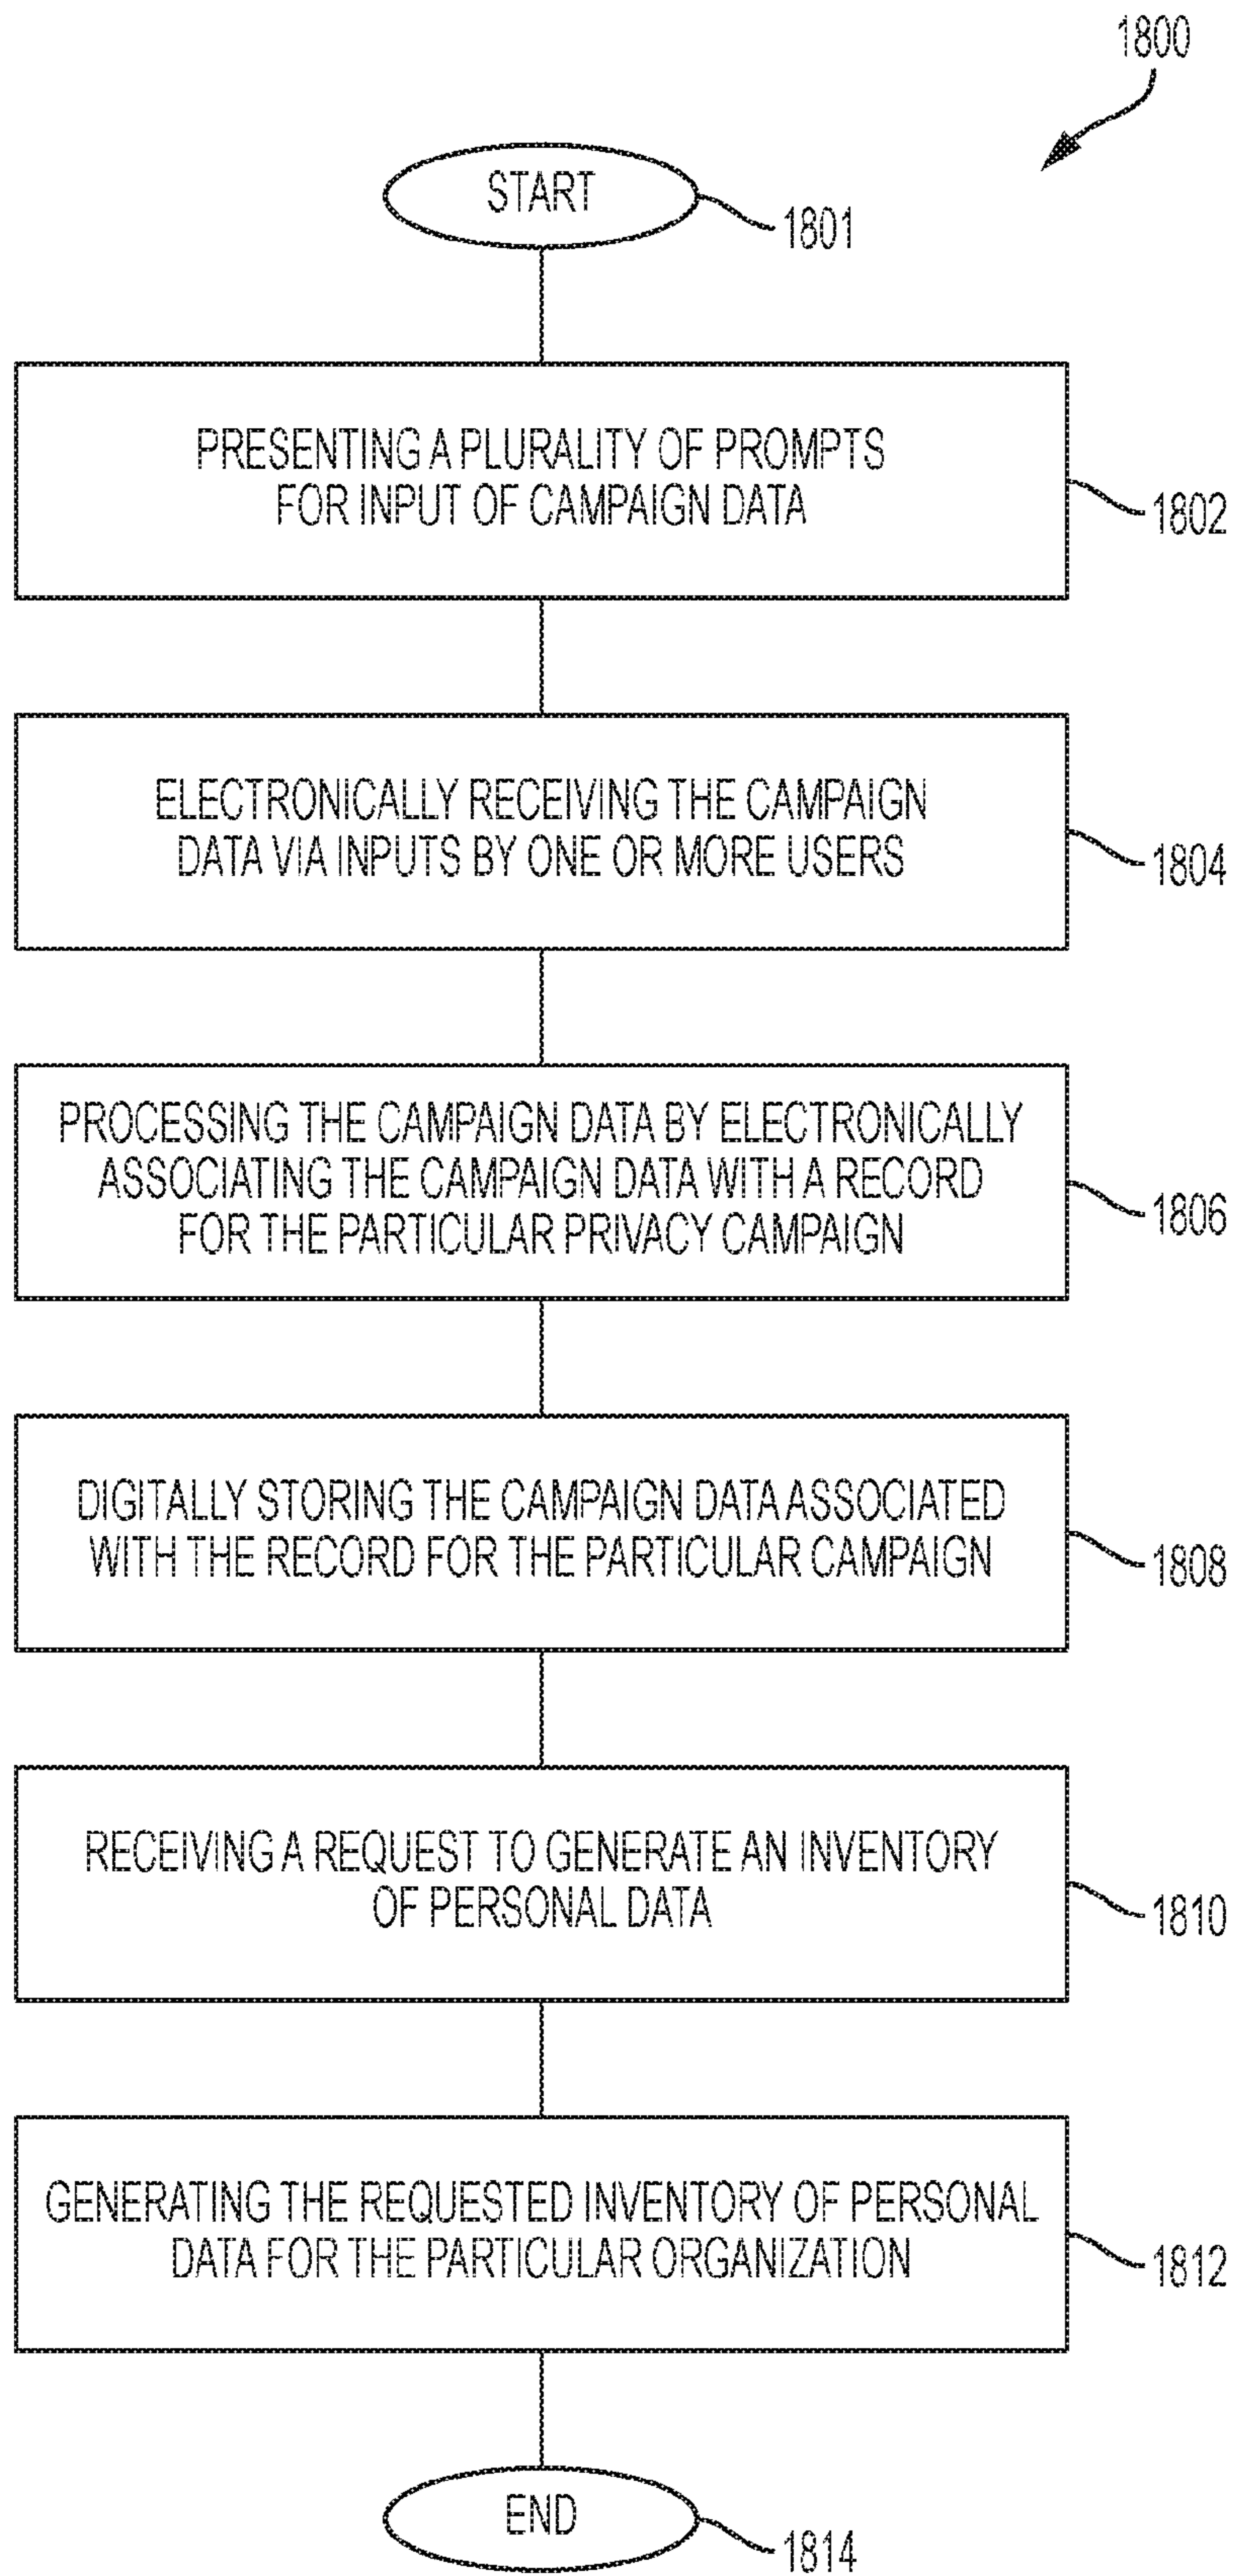 1800
START
1801
PRESENTING A PLURALITY OF PROMPTS
FOR INPUT OF CAMPAIGN DATA
1802
ELECTRONICALLY RECEIVING THE CAMPAIGN
DATA VIA INPUTS BY ONE OR MORE USERS
1804
PROCESSING THE CAMPAIGN DATA BY ELECTRONICALLY
ASSOCIATING THE CAMPAIGN DATA WITH A RECORD
FOR THE PARTICULAR PRIVACY CAMPAIGN
1806
DIGITALLY STORING THE CAMPAIGN DATA ASSOCIATED
WITH THE RECORD FOR THE PARTICULAR CAMPAIGN
1808
RECEIVING A REQUEST TO GENERATE AN INVENTORY
OF PERSONAL DATA
1810
GENERATING THE REQUESTED INVENTORY OF PERSONAL
DATA FOR THE PARTICULAR ORGANIZATION
1812
END
1814